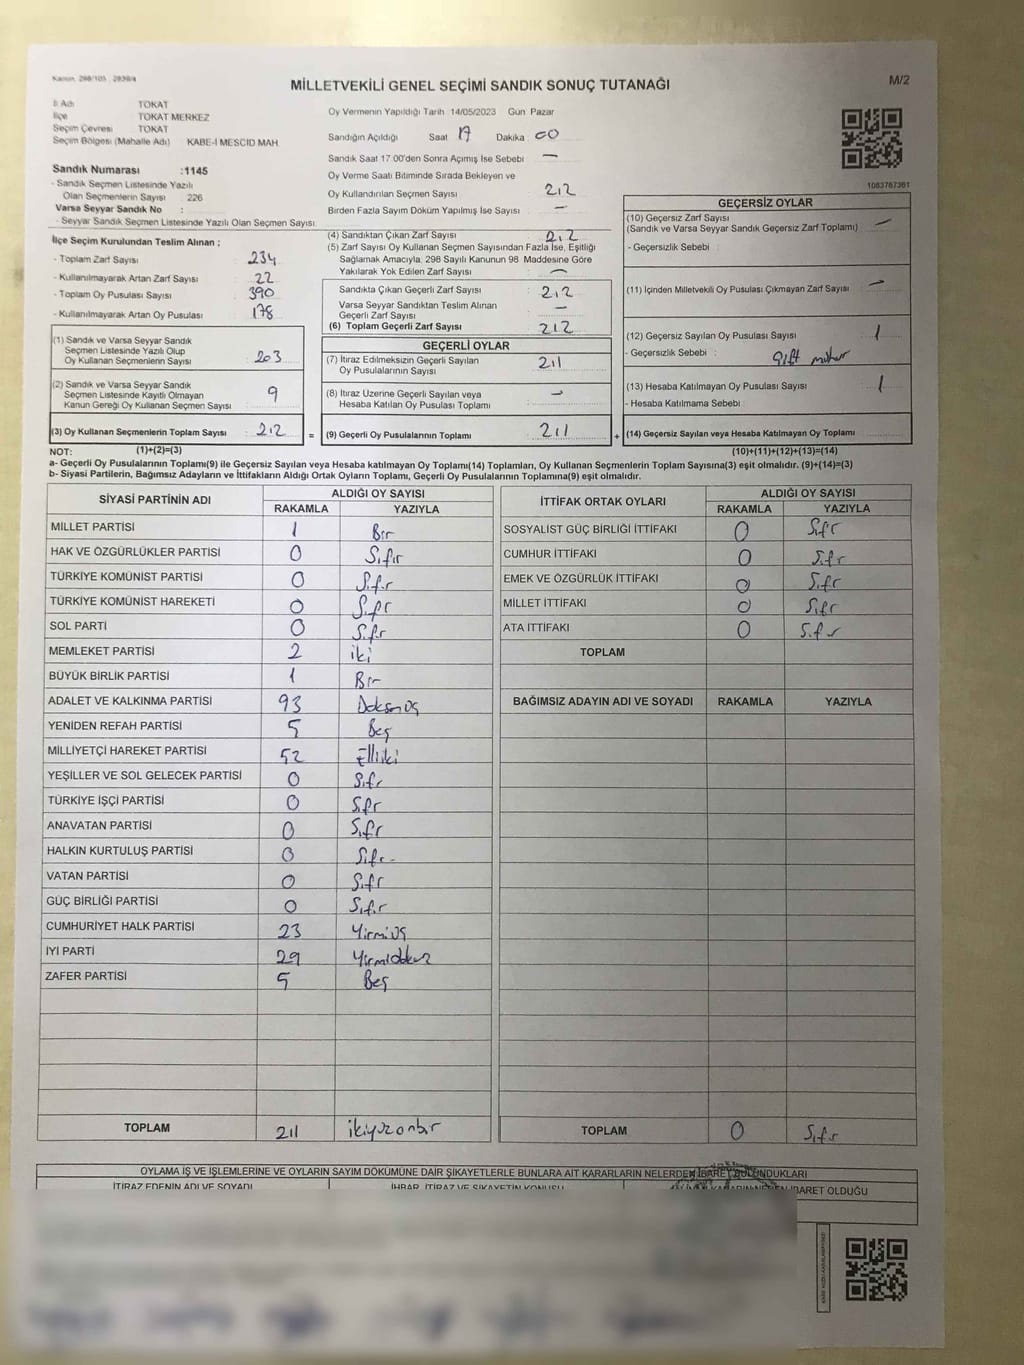 Kanun, 298/105, 2839/4
MİLLETVEKİLİ GENEL SEÇİMİ SANDIK SONUÇ TUTANAĞI
M/2
İl Adı TOKAT
İlçe TOKAT MERKEZ
Seçim Çevresi TOKAT
Seçim Bölgesi (Mahalle Adı) KABE-İ MESCİD MAH
Sandık Numarası :1145
- Sandık Seçmen Listesinde Yazılı
Olan Seçmenlerin Sayısı : 226
Varsa Seyyar Sandık No :
- Seyyar Sandık Seçmen Listesinde Yazılı Olan Seçmen Sayısı
Oy Vermenin Yapıldığı Tarih 14/05/2023 Gün Pazar
Sandığın Açıldığı Saat 17 Dakika 00
Sandık Saat 17:00'den Sonra Açımış İse Sebebi —
Oy Verme Saati Bitiminde Sırada Bekleyen ve
Oy Kullandırılan Seçmen Sayısı 212
Birden Fazla Sayım Döküm Yapılmış İse Sayısı —
1083767361
İlçe Seçim Kurulundan Teslim Alınan ;
- Toplam Zarf Sayısı 234
- Kullanılmayarak Artan Zarf Sayısı 22
- Toplam Oy Pusulası Sayısı 390
- Kullanılmayarak Artan Oy Pusulası 178
(1) Sandık ve Varsa Seyyar Sandık
Seçmen Listesinde Yazılı Olup
Oy Kullanan Seçmenlerin Sayısı 203
(2) Sandık ve Varsa Seyyar Sandık
Seçmen Listesinde Kayıtlı Olmayan
Kanun Gereği Oy Kullanan Seçmen Sayısı 9
(3) Oy Kullanan Seçmenlerin Toplam Sayısı : 212
(4) Sandıktan Çıkan Zarf Sayısı 212
(5) Zarf Sayısı Oy Kullanan Seçmen Sayısından Fazla İse, Eşitliği
Sağlamak Amacıyla, 298 Sayılı Kanunun 98 Maddesine Göre
Yakılarak Yok Edilen Zarf Sayısı : —
Sandıkta Çıkan Geçerli Zarf Sayısı : 212
Varsa Seyyar Sandıktan Teslim Alınan
Geçerli Zarf Sayısı : —
(6) Toplam Geçerli Zarf Sayısı : 212
GEÇERLİ OYLAR
(7) İtiraz Edilmeksizin Geçerli Sayılan
Oy Pusulalarının Sayısı : 211
(8) İtiraz Üzerine Geçerli Sayılan veya
Hesaba Katılan Oy Pusulası Toplamı : —
= (9) Geçerli Oy Pusulalarının Toplamı 211
GEÇERSİZ OYLAR
(10) Geçersiz Zarf Sayısı
(Sandık ve Varsa Seyyar Sandık Geçersiz Zarf Toplamı) : —
- Geçersizlik Sebebi :
(11) İçinden Milletvekili Oy Pusulası Çıkmayan Zarf Sayısı —
(12) Geçersiz Sayılan Oy Pusulası Sayısı 1
- Geçersizlik Sebebi : Çift mühür
(13) Hesaba Katılmayan Oy Pusulası Sayısı 1
- Hesaba Katılmama Sebebi
+ (14) Geçersiz Sayılan veya Hesaba Katılmayan Oy Toplamı
NOT: (1)+(2)=(3) (10)+(11)+(12)+(13)=(14)
a- Geçerli Oy Pusulalarının Toplamı(9) ile Geçersiz Sayılan veya Hesaba katılmayan Oy Toplamı(14) Toplamları, Oy Kullanan Seçmenlerin Toplam Sayısına(3) eşit olmalıdır. (9)+(14)=(3)
b- Siyasi Partilerin, Bağımsız Adayların ve İttifakların Aldığı Ortak Oyların Toplamı, Geçerli Oy Pusulalarının Toplamına(9) eşit olmalıdır.
SİYASİ PARTİNİN ADI ALDIĞI OY SAYISI
RAKAMLA YAZIYLA
MİLLET PARTİSİ 1 Bir
HAK VE ÖZGÜRLÜKLER PARTİSİ 0 Sıfır
TÜRKİYE KOMÜNİST PARTİSİ 0 Sıfır
TÜRKİYE KOMÜNİST HAREKETİ 0 Sıfır
SOL PARTİ 0 Sıfır
MEMLEKET PARTİSİ 2 iki
BÜYÜK BİRLİK PARTİSİ 1 Bir
ADALET VE KALKINMA PARTİSİ 93 Doksanüç
YENİDEN REFAH PARTİSİ 5 Beş
MİLLİYETÇİ HAREKET PARTİSİ 52 Elliiki
YEŞİLLER VE SOL GELECEK PARTİSİ 0 Sıfır
TÜRKİYE İŞÇİ PARTİSİ 0 Sıfır
ANAVATAN PARTİSİ 0 Sıfır
HALKIN KURTULUŞ PARTİSİ 0 Sıfır
VATAN PARTİSİ 0 Sıfır
GÜÇ BİRLİĞİ PARTİSİ 0 Sıfır
CUMHURİYET HALK PARTİSİ 23 Yirmiüç
İYİ PARTİ 29 Yirmidokuz
ZAFER PARTİSİ 5 Beş
TOPLAM 211 ikiyüzonbir
İTTİFAK ORTAK OYLARI ALDIĞI OY SAYISI
RAKAMLA YAZIYLA
SOSYALİST GÜÇ BİRLİĞİ İTTİFAKI 0 Sıfır
CUMHUR İTTİFAKI 0 Sıfır
EMEK VE ÖZGÜRLÜK İTTİFAKI 0 Sıfır
MİLLET İTTİFAKI 0 Sıfır
ATA İTTİFAKI 0 Sıfır
TOPLAM
BAĞIMSIZ ADAYIN ADI VE SOYADI RAKAMLA YAZIYLA
TOPLAM 0 Sıfır
OYLAMA İŞ VE İŞLEMLERİNE VE OYLARIN SAYIM DÖKÜMÜNE DAİR ŞİKAYETLERLE BUNLARA AİT KARARLARIN NELERDEN İBARET BULUNDUKLARI
İTİRAZ EDENİN ADI VE SOYADI İHBAR, İTİRAZ VE ŞİKAYETİN KONUSU İBARET OLDUĞU